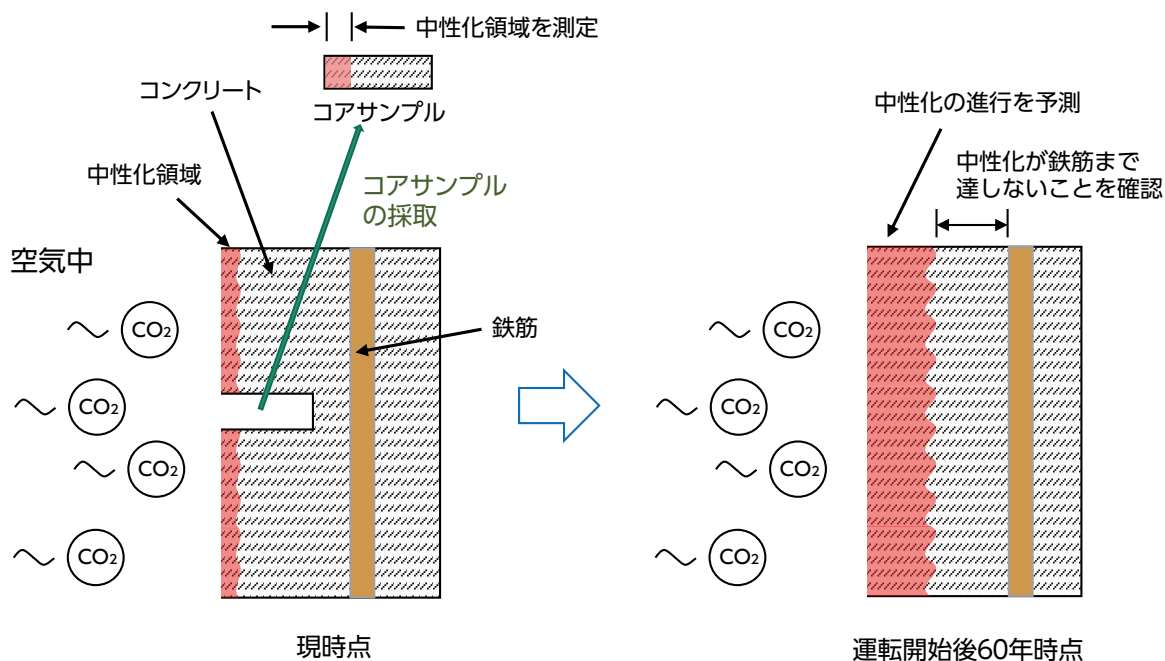 中性化領域を測定
コンクリート
コアサンプル
中性化領域
コアサンプル
の採取
空気中
CO2
CO2
CO2
CO2
鉄筋
現時点
中性化の進行を予測
中性化が鉄筋まで
達しないことを確認
CO2
CO2
CO2
CO2
運転開始後60年時点